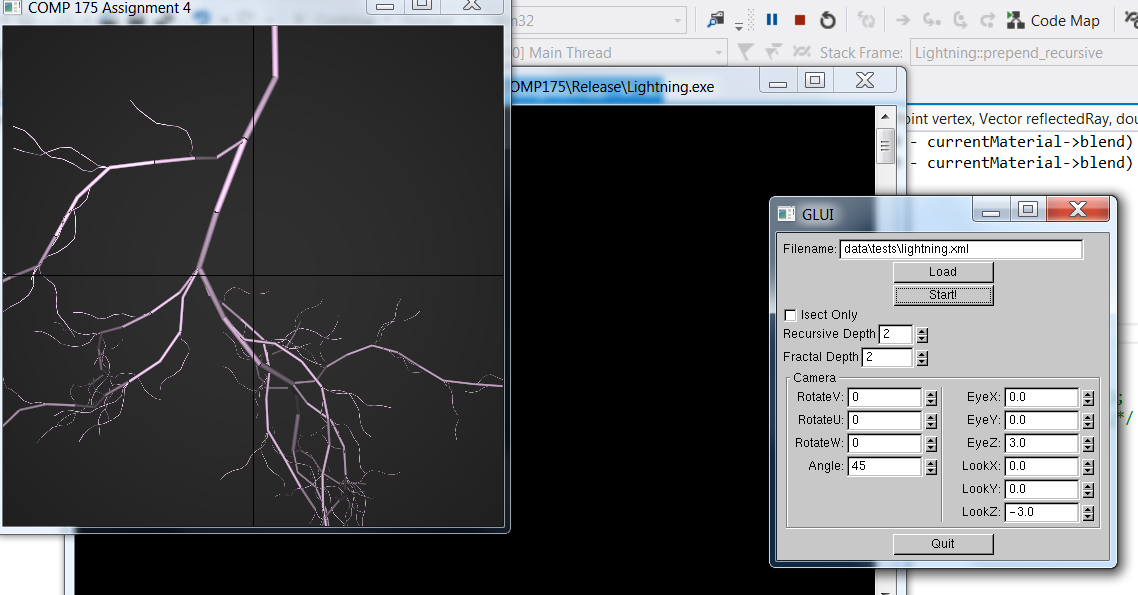 COMP 175 Assignment 4
n32
Code Map
0] Main Thread
Stack Frame:
Lightning::prepend_recursive
OMP175\Release\Lightning.exe
oint vertex, Vector reflectedRay, dou
- currentMaterial->blend)
- currentMaterial->blend)
GLUI
Filename: data\tests\lightning.xml
Load
Start!
Isect Only
Recursive Depth 2
Fractal Depth 2
Camera
RotateV: 0
EyeX: 0.0
RotateU: 0
EyeY: 0.0
RotateW: 0
EyeZ: 3.0
Angle: 45
LookX: 0.0
LookY: 0.0
LookZ: -3.0
Quit
;
*/